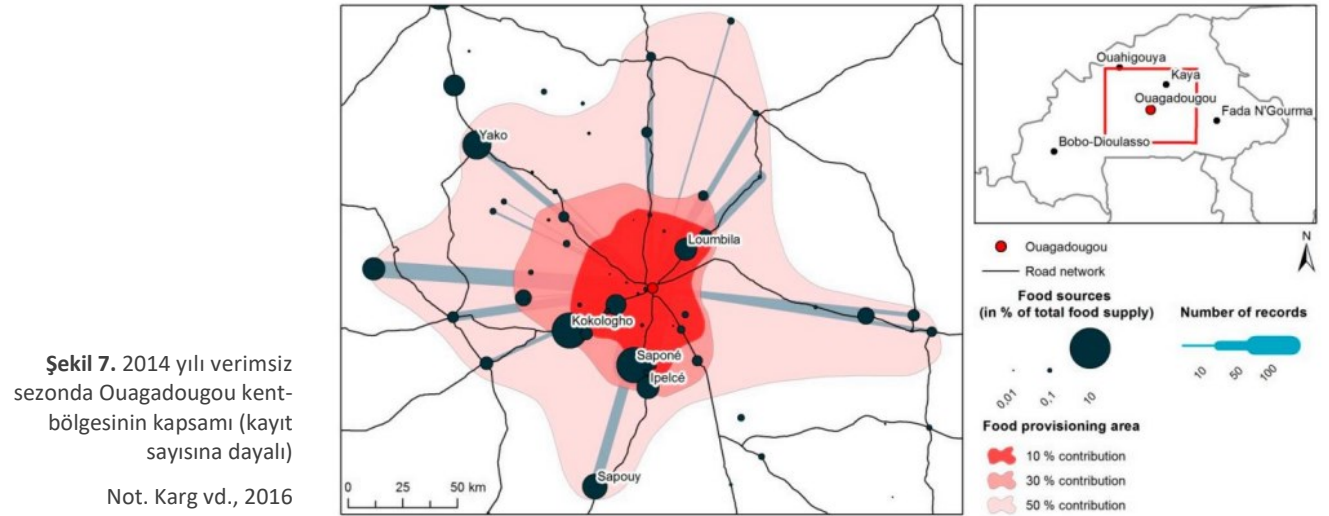 Şekil 7. 2014 yılı verimsiz
sezonda Ouagadougou kent-
bölgesinin kapsamı (kayıt
sayısına dayalı)
Not. Karg vd., 2016
Yako
Loumbila
Kokologho
Saponé
Ipelcé
Sapouy
0 25 50 km
Ouahigouya
Kaya
Ouagadougou
Fada N'Gourma
Bobo-Dioulasso
N
Ouagadougou
Road network
Food sources
(in % of total food supply)
0,01 0,1 10
Number of records
10 50 100
Food provisioning area
10 % contribution
30 % contribution
50 % contribution